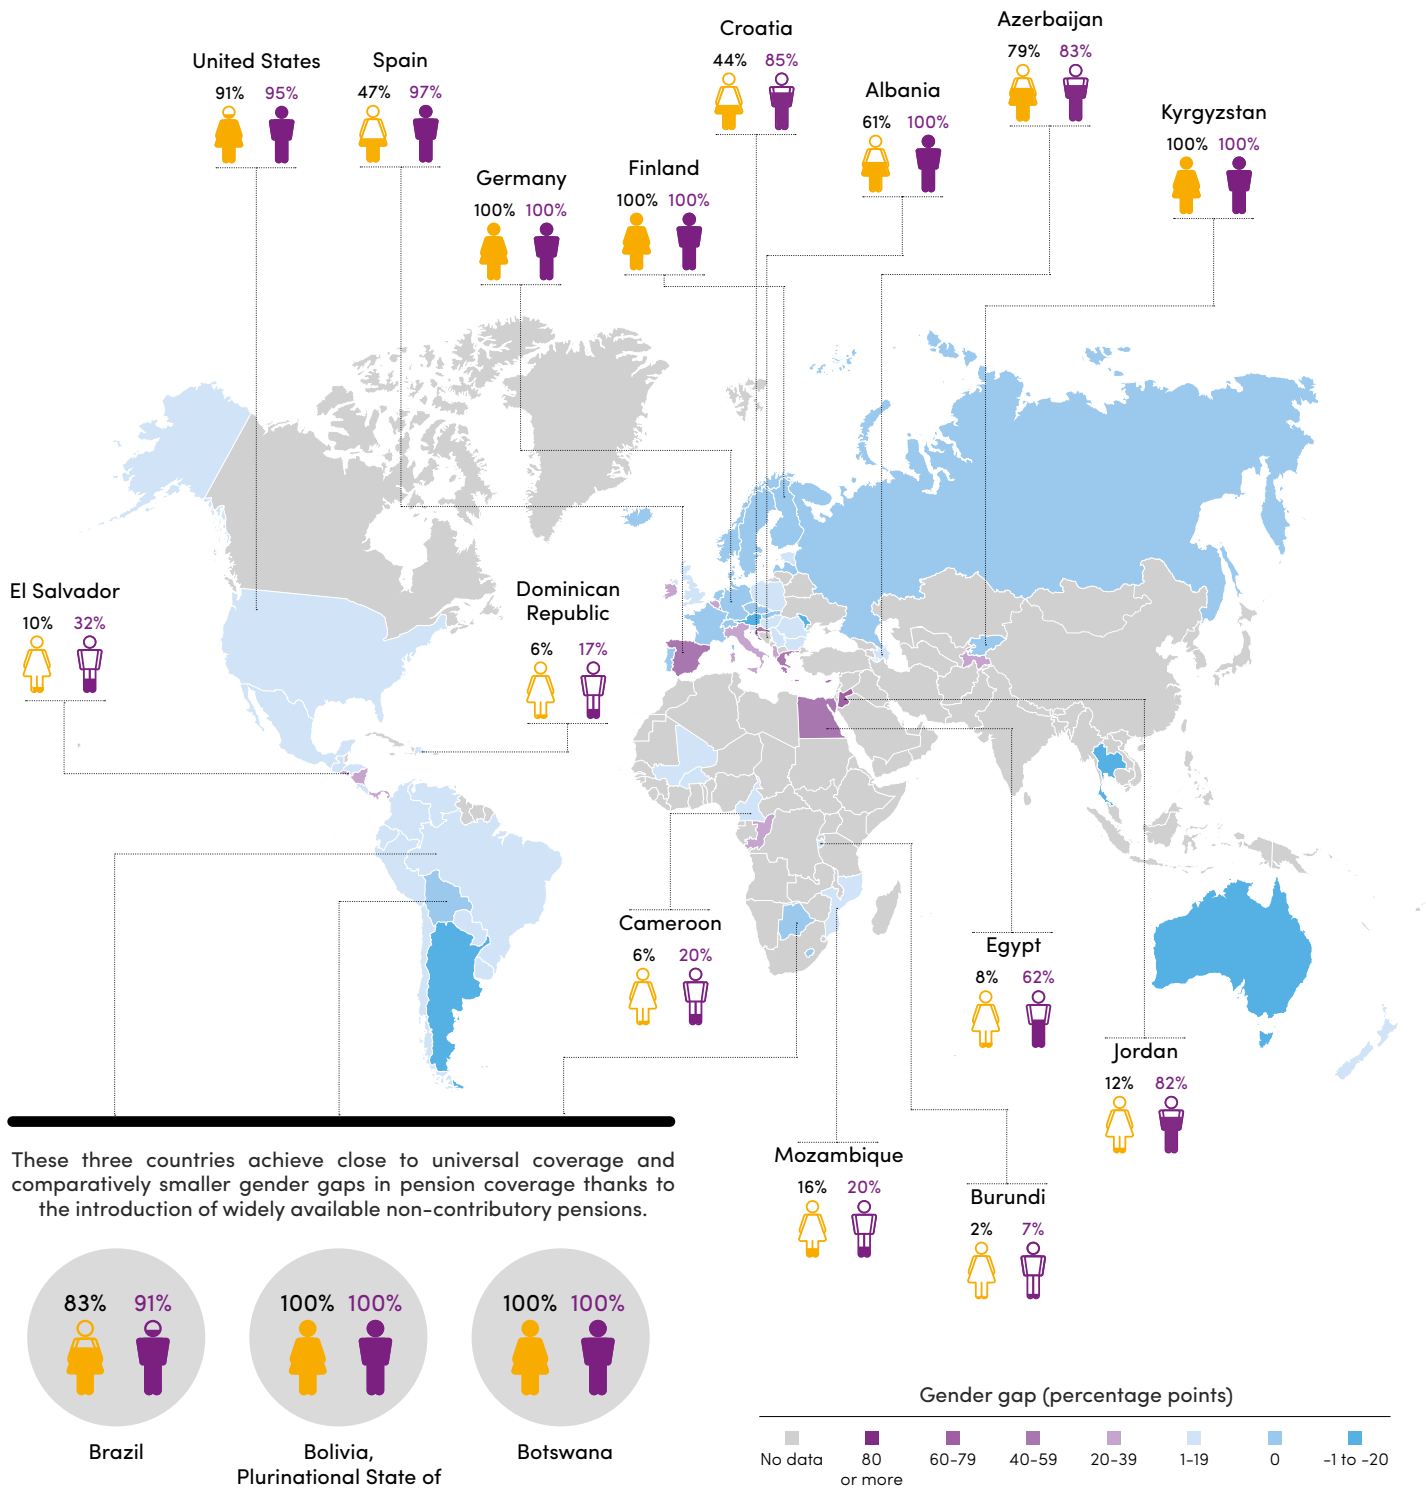 Croatia
44% 85%
Azerbaijan
79% 83%
United States
91% 95%
Spain
47% 97%
Albania
61% 100%
Kyrgyzstan
100% 100%
Germany
100% 100%
Finland
100% 100%
El Salvador
10% 32%
Dominican
Republic
6% 17%
Cameroon
6% 20%
Egypt
8% 62%
Jordan
12% 82%
Mozambique
16% 20%
Burundi
2% 7%
These three countries achieve close to universal coverage and
comparatively smaller gender gaps in pension coverage thanks to
the introduction of widely available non-contributory pensions.
83% 91%
Brazil
100% 100%
Bolivia,
Plurinational State of
100% 100%
Botswana
Gender gap (percentage points)
No data
80
or more
60-79
40-59
20-39
1-19
0
-1 to -20